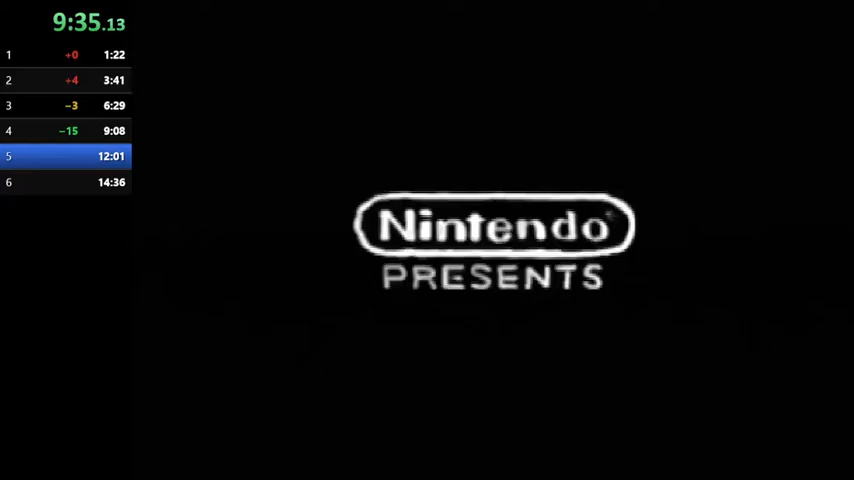 9:35.13
1 +0 1:22
2 +4 3:41
3 −3 6:29
4 −15 9:08
5 12:01
6 14:36
Nintendo
PRESENTS